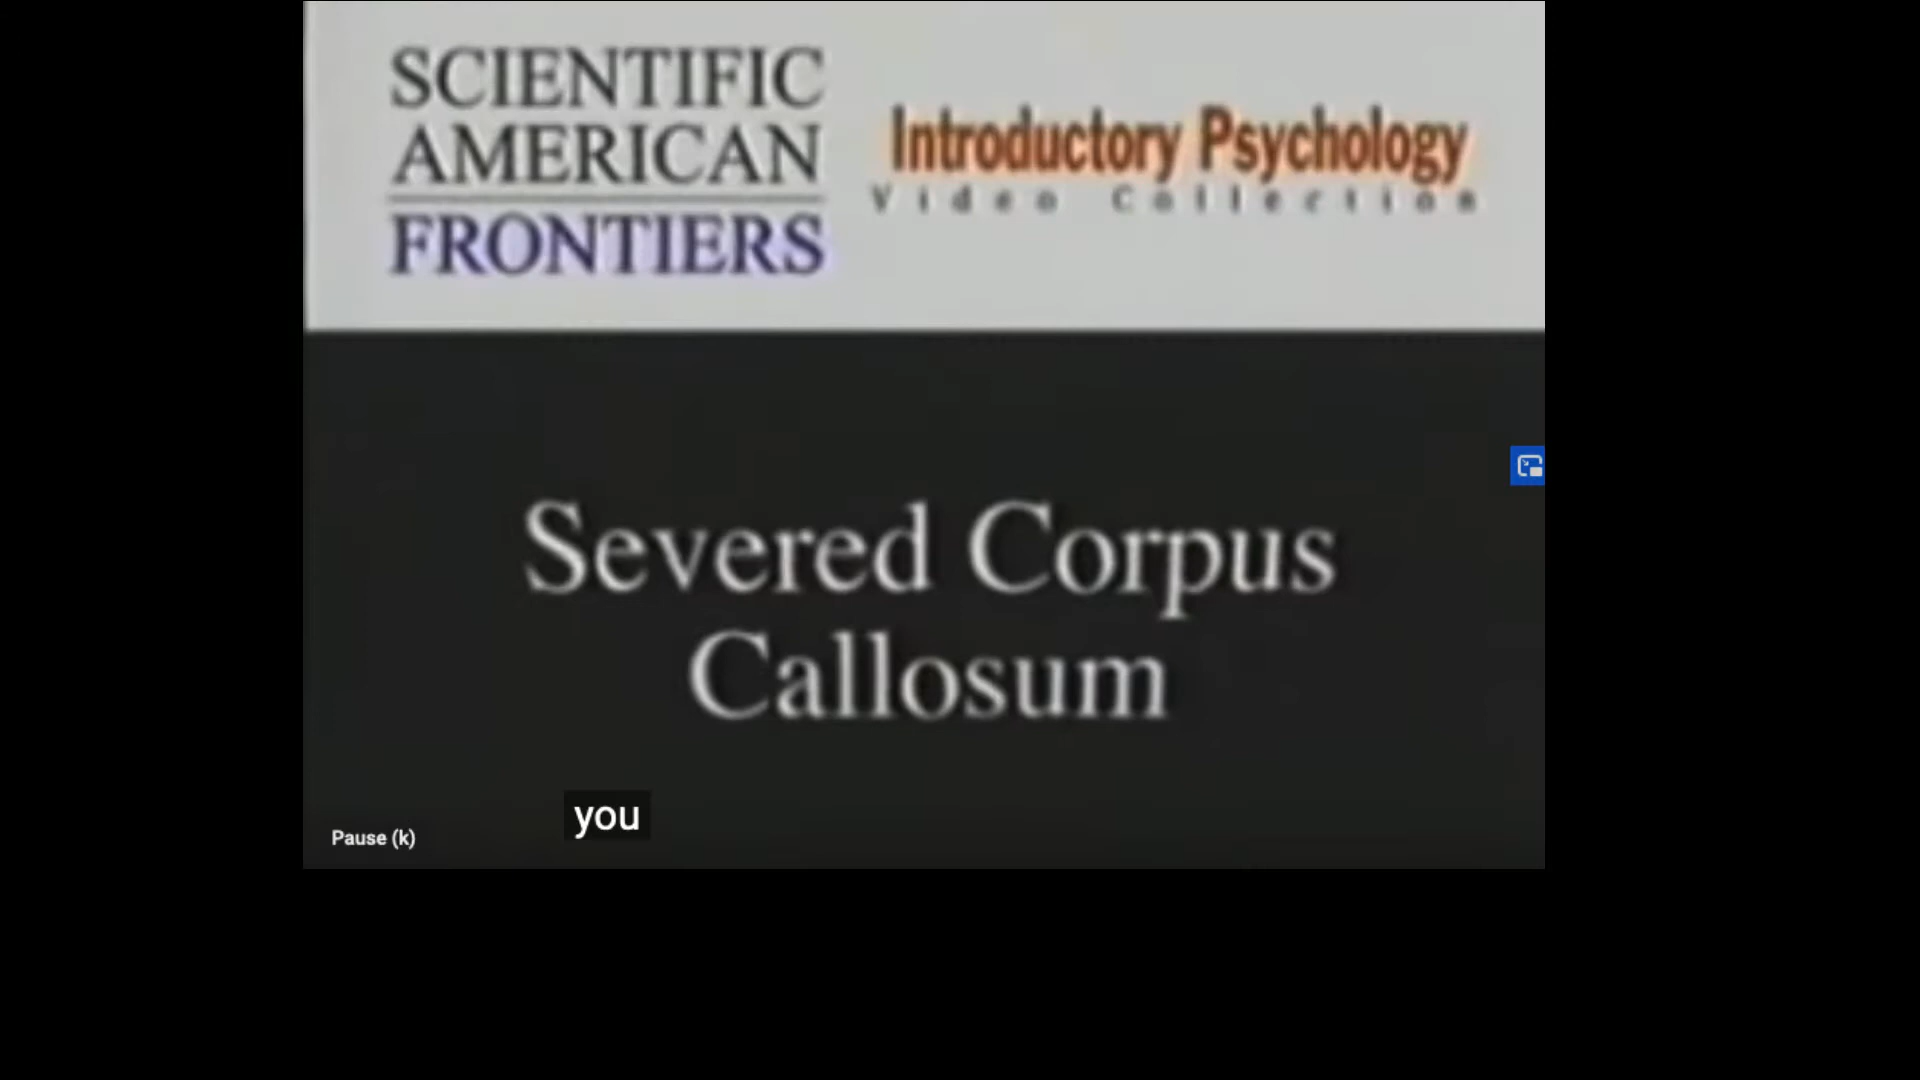 SCIENTIFIC
AMERICAN
FRONTIERS
Introductory Psychology
Video Collection
Severed Corpus
Callosum
you
Pause (k)